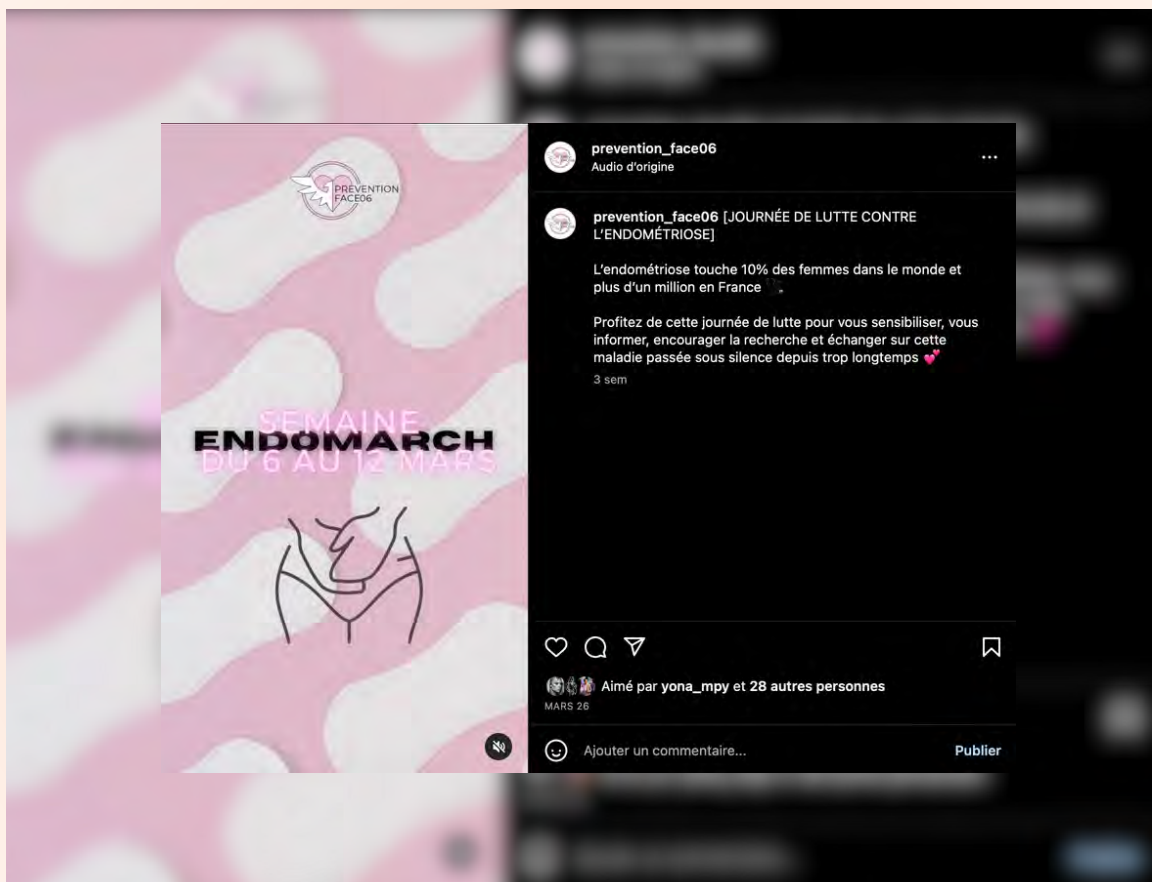 PREVENTION
FACE06
SEMAINE
ENDOMARCH
DU 6 AU 12 MARS
prevention_face06
Audio d'origine
prevention_face06 [JOURNÉE DE LUTTE CONTRE
L'ENDOMÉTRIOSE]
L'endométriose touche 10% des femmes dans le monde et
plus d'un million en France
Profitez de cette journée de lutte pour vous sensibiliser, vous
informer, encourager la recherche et échanger sur cette
maladie passée sous silence depuis trop longtemps 💕
3 sem
Aimé par yona_mpy et 28 autres personnes
MARS 26
Ajouter un commentaire...
Publier